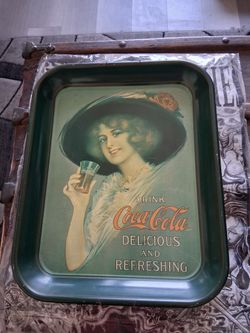 DRINK
Coca-Cola
DELICIOUS
AND
REFRESHING